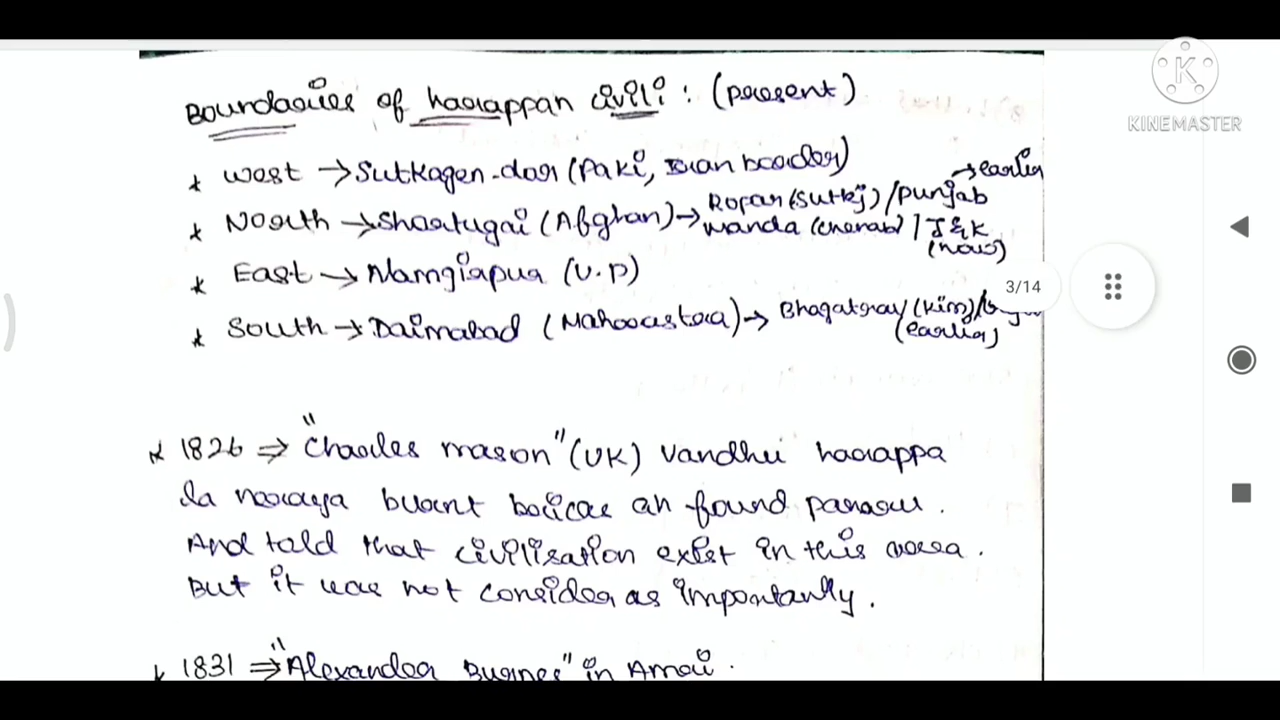 Boundaries of harappan civili : (present)
KINEMASTER
* West → Sutkagen-dor (Paki, Iran border)
→ earlier
* North → Shortugai (Afghan) → Ropar (Sutlej) / Punjab
Manda (Chenab) / J & K
(now)
* East → Alamgirpur (U.P)
3/14
* South → Daimabad (Maharastra) → Bhagatrav / (Kim) /
(earlier)
* 1826 ⇒ "Charles mason" (UK) vandhu harappa
la naraya burnt bricks ah found panaru.
And told that civilisation exist in this area.
But it was not consider as importantly.
* 1831 ⇒ "Alexander Burnes" in Amri.